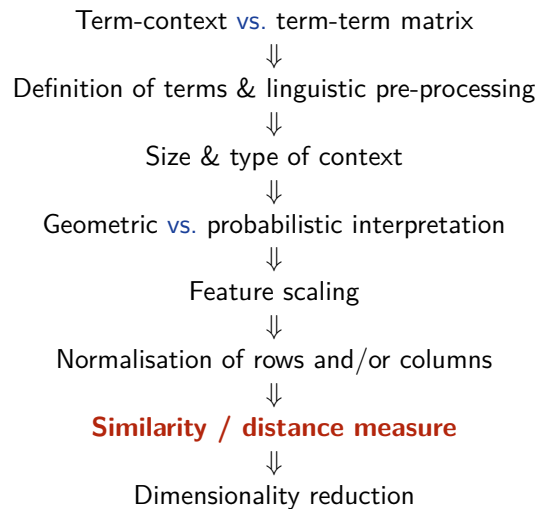 Term-context vs. term-term matrix
⇓
Definition of terms & linguistic pre-processing
⇓
Size & type of context
⇓
Geometric vs. probabilistic interpretation
⇓
Feature scaling
⇓
Normalisation of rows and/or columns
⇓
Similarity / distance measure
⇓
Dimensionality reduction